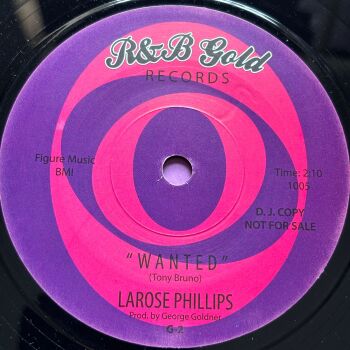 R&B Gold
RECORDS
Figure Music
BMI
Time: 2:10
1005
D. J. COPY
NOT FOR SALE
"WANTED"
(Tony Bruno)
LAROSE PHILLIPS
Prod. by George Goldner
G-2